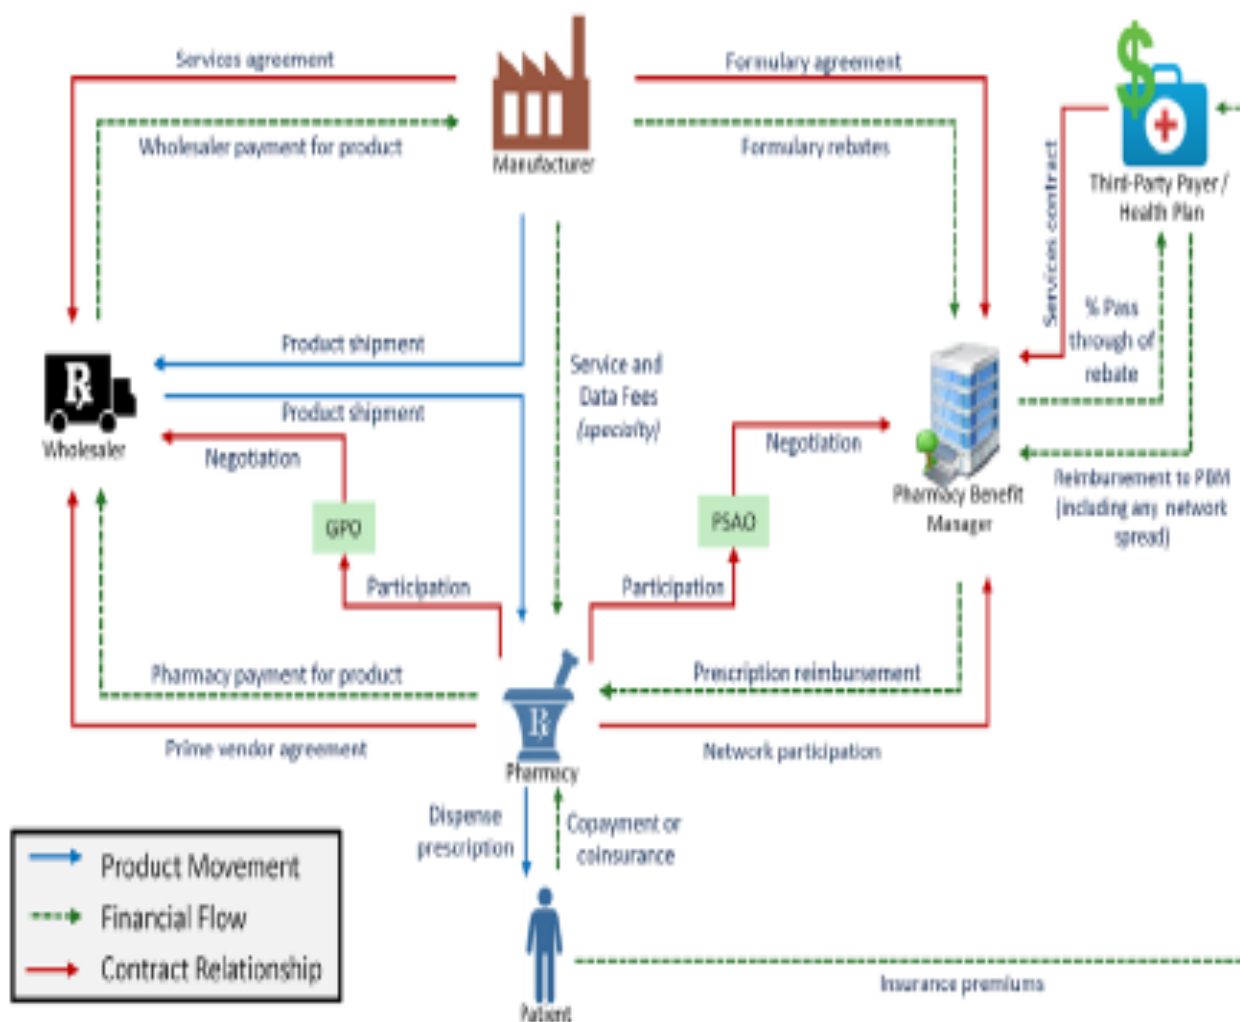 Services agreement
Formulary agreement
Wholesaler payment for product
Manufacturer
Formulary rebates
$
Third-Party Payer /
Health Plan
Services contract
% Pass
through of
rebate
Product shipment
Service and
Data Fees
(specialty)
Rx
Product shipment
Wholesaler
Negotiation
Negotiation
Pharmacy Benefit
Manager
Reimbursement to PBM
(including any network
spread)
GPO
PSAO
Participation
Participation
Pharmacy payment for product
Prescription reimbursement
Rx
Prime vendor agreement
Network participation
Pharmacy
Dispense
prescription
Copayment or
coinsurance
Product Movement
Financial Flow
Contract Relationship
Insurance premiums
Patient